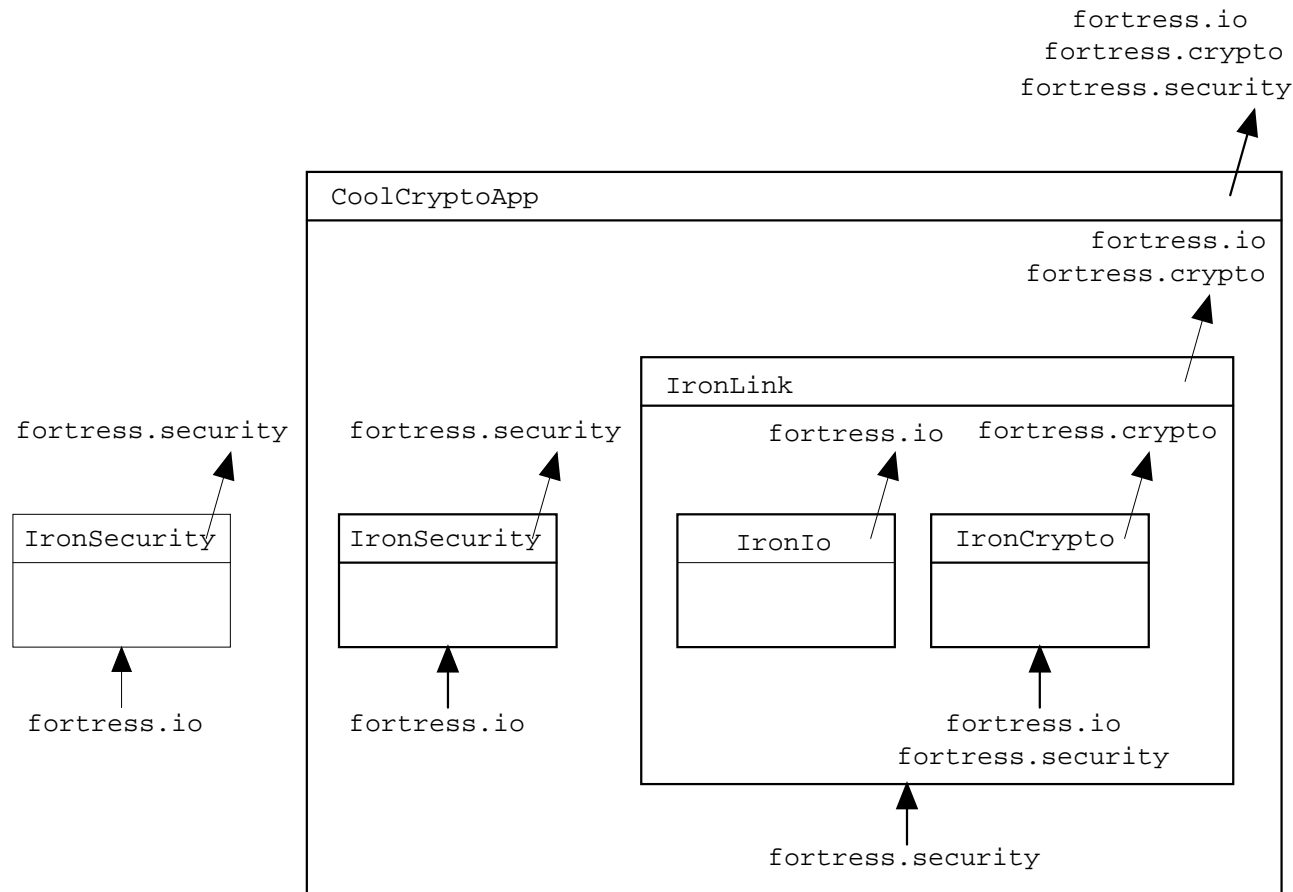 fortress.io
fortress.crypto
fortress.security
CoolCryptoApp
fortress.io
fortress.crypto
IronLink
fortress.security
fortress.security
fortress.io
fortress.crypto
IronSecurity
IronSecurity
IronIo
IronCrypto
fortress.io
fortress.io
fortress.io
fortress.security
fortress.security